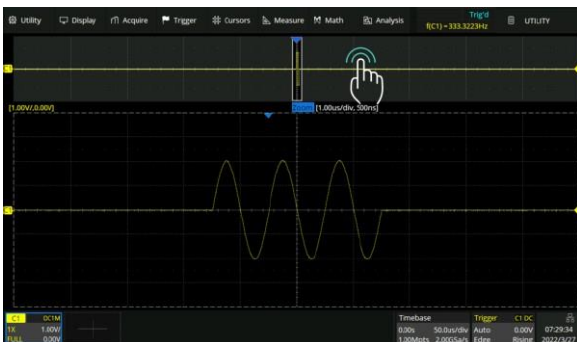 Utility Display Acquire Trigger Cursors Measure Math Analysis Trig'd f(C1) = 333.3223Hz UTILITY
C1
[1.00V/,0.00V] Zoom [1.00us/div, 500ns]
C1
C1 DC1M Timebase Trigger C1 DC
1X 1.00V/ 0.00s 50.0us/div Auto 0.00V 07:29:34
FULL 0.00V 1.00Mpts 2.00GSa/s Edge Rising 2022/3/27